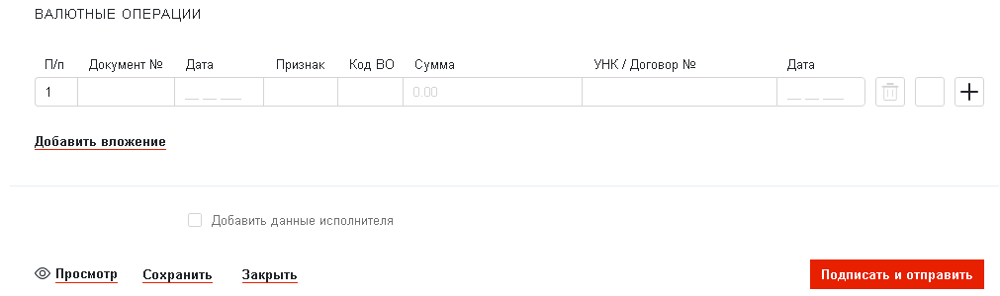 ВАЛЮТНЫЕ ОПЕРАЦИИ
П/п Документ № Дата Признак Код ВО Сумма УНК / Договор № Дата
1 __ __ ___ 0.00 __ __ ___
Добавить вложение
Добавить данные исполнителя
Просмотр Сохранить Закрыть Подписать и отправить